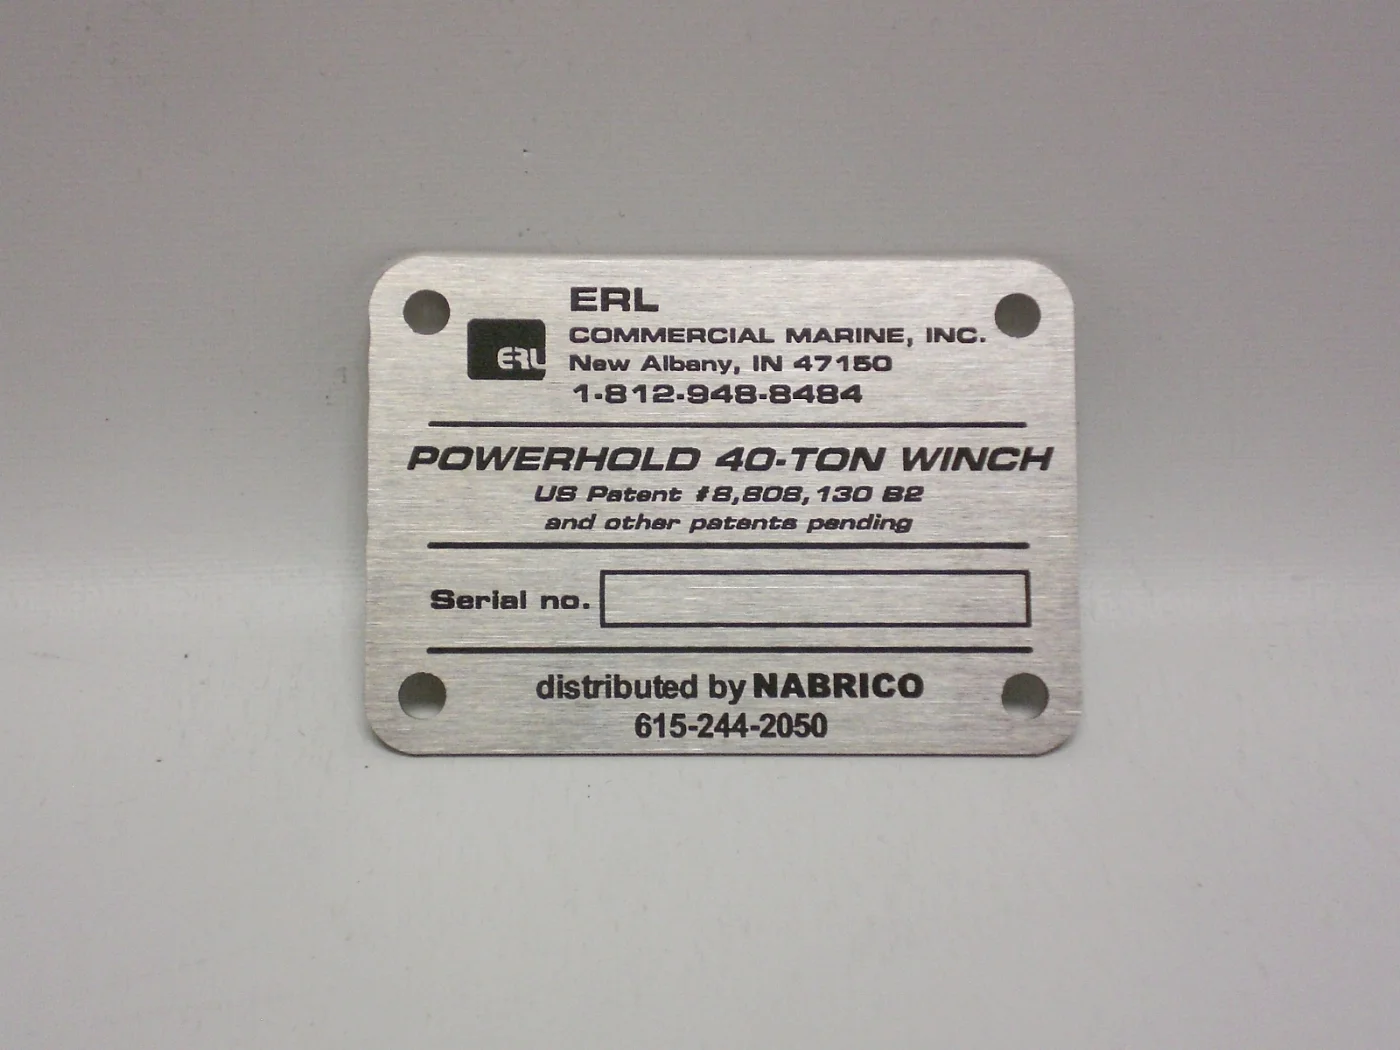 ERL
ERL
COMMERCIAL MARINE, INC.
New Albany, IN 47150
1-812-948-8484
POWERHOLD 40-TON WINCH
US Patent #8,808,130 B2
and other patents pending
Serial no.
distributed by NABRICO
615-244-2050